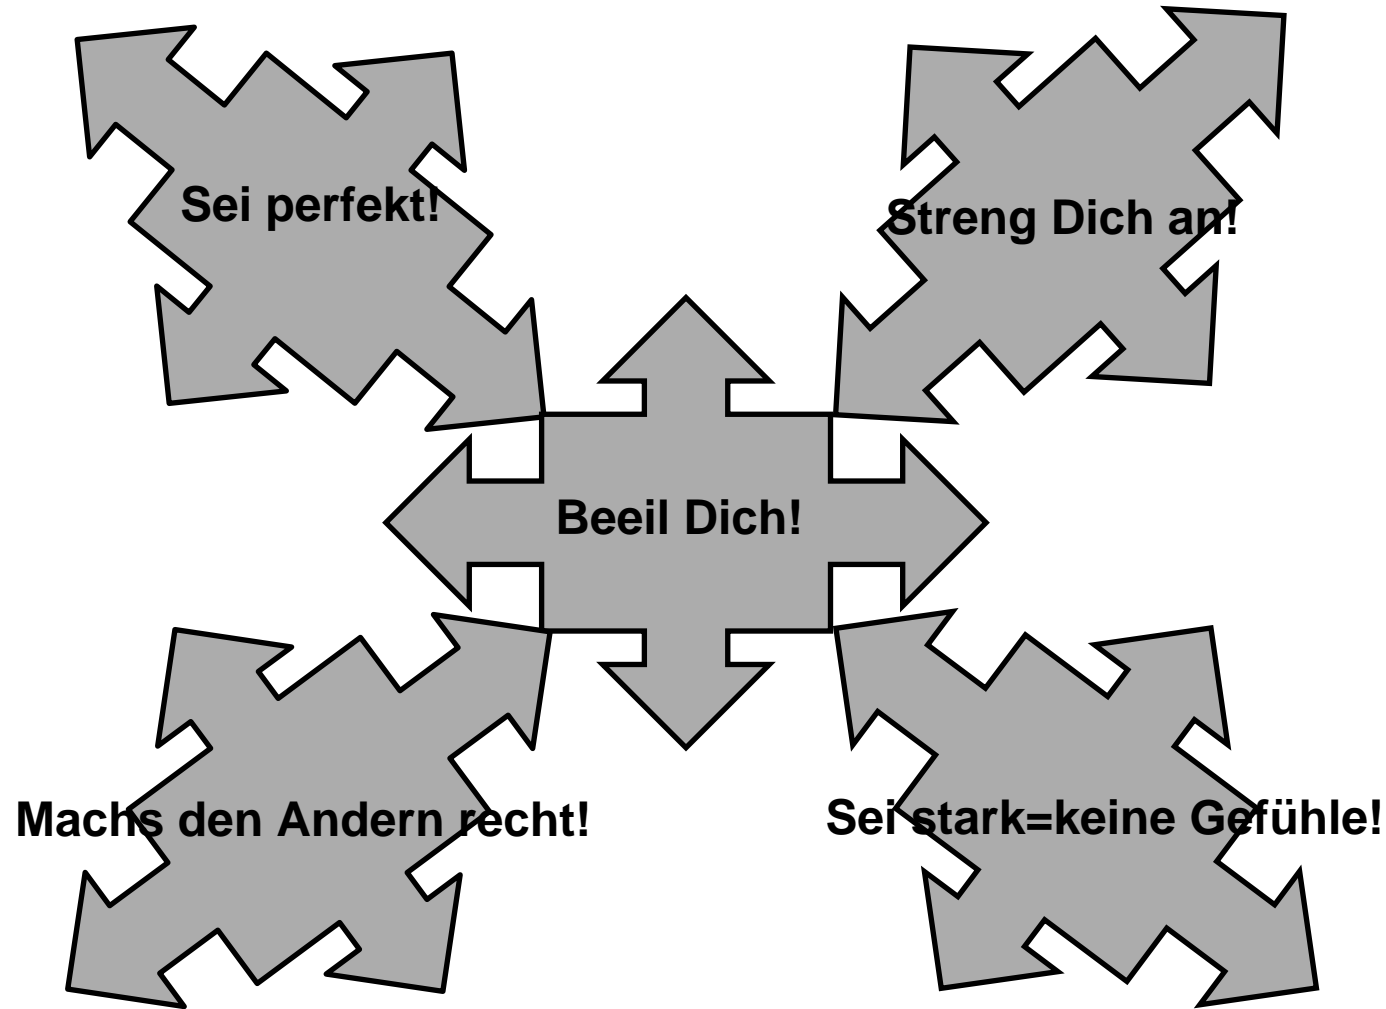 Sei perfekt!
Streng Dich an!
Beeil Dich!
Machs den Andern recht!
Sei stark=keine Gefühle!